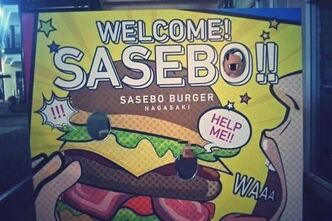 WELCOME!
SASEBO!!
SASEBO BURGER
NAGASAKI
!!!
HELP
ME!!
WAAA